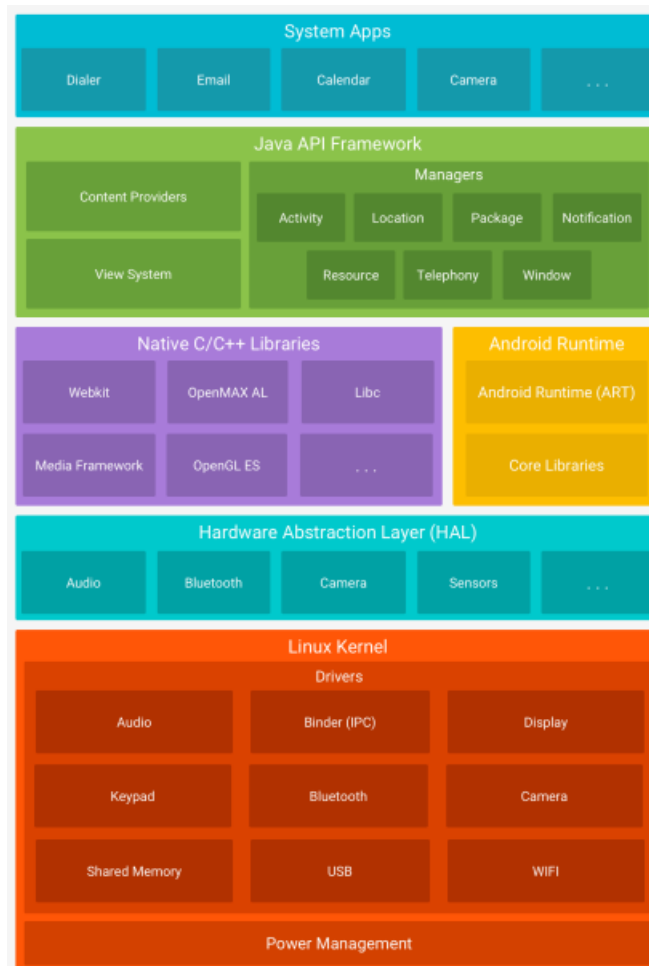 System Apps
Dialer Email Calendar Camera . . .
Java API Framework
Content Providers
View System
Managers
Activity Location Package Notification
Resource Telephony Window
Native C/C++ Libraries
Webkit OpenMAX AL Libc
Media Framework OpenGL ES . . .
Android Runtime
Android Runtime (ART)
Core Libraries
Hardware Abstraction Layer (HAL)
Audio Bluetooth Camera Sensors . . .
Linux Kernel
Drivers
Audio Binder (IPC) Display
Keypad Bluetooth Camera
Shared Memory USB WIFI
Power Management